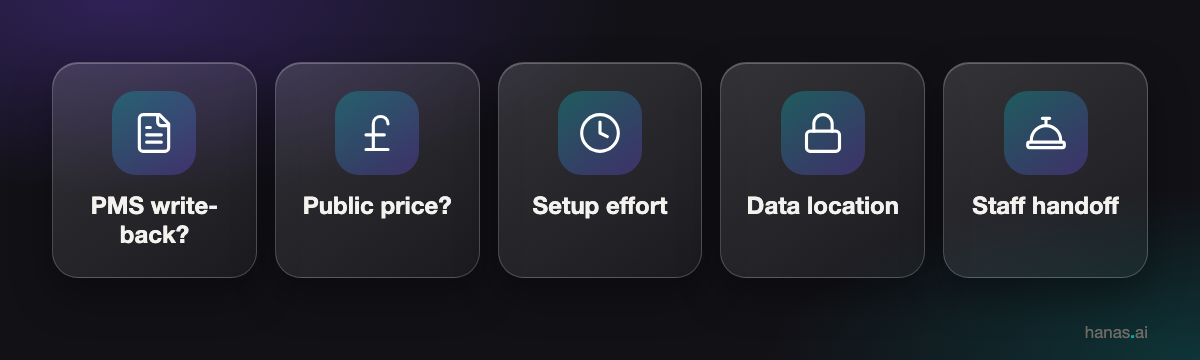 PMS write-
back?
Public price?
Setup effort
Data location
Staff handoff
hanas.ai